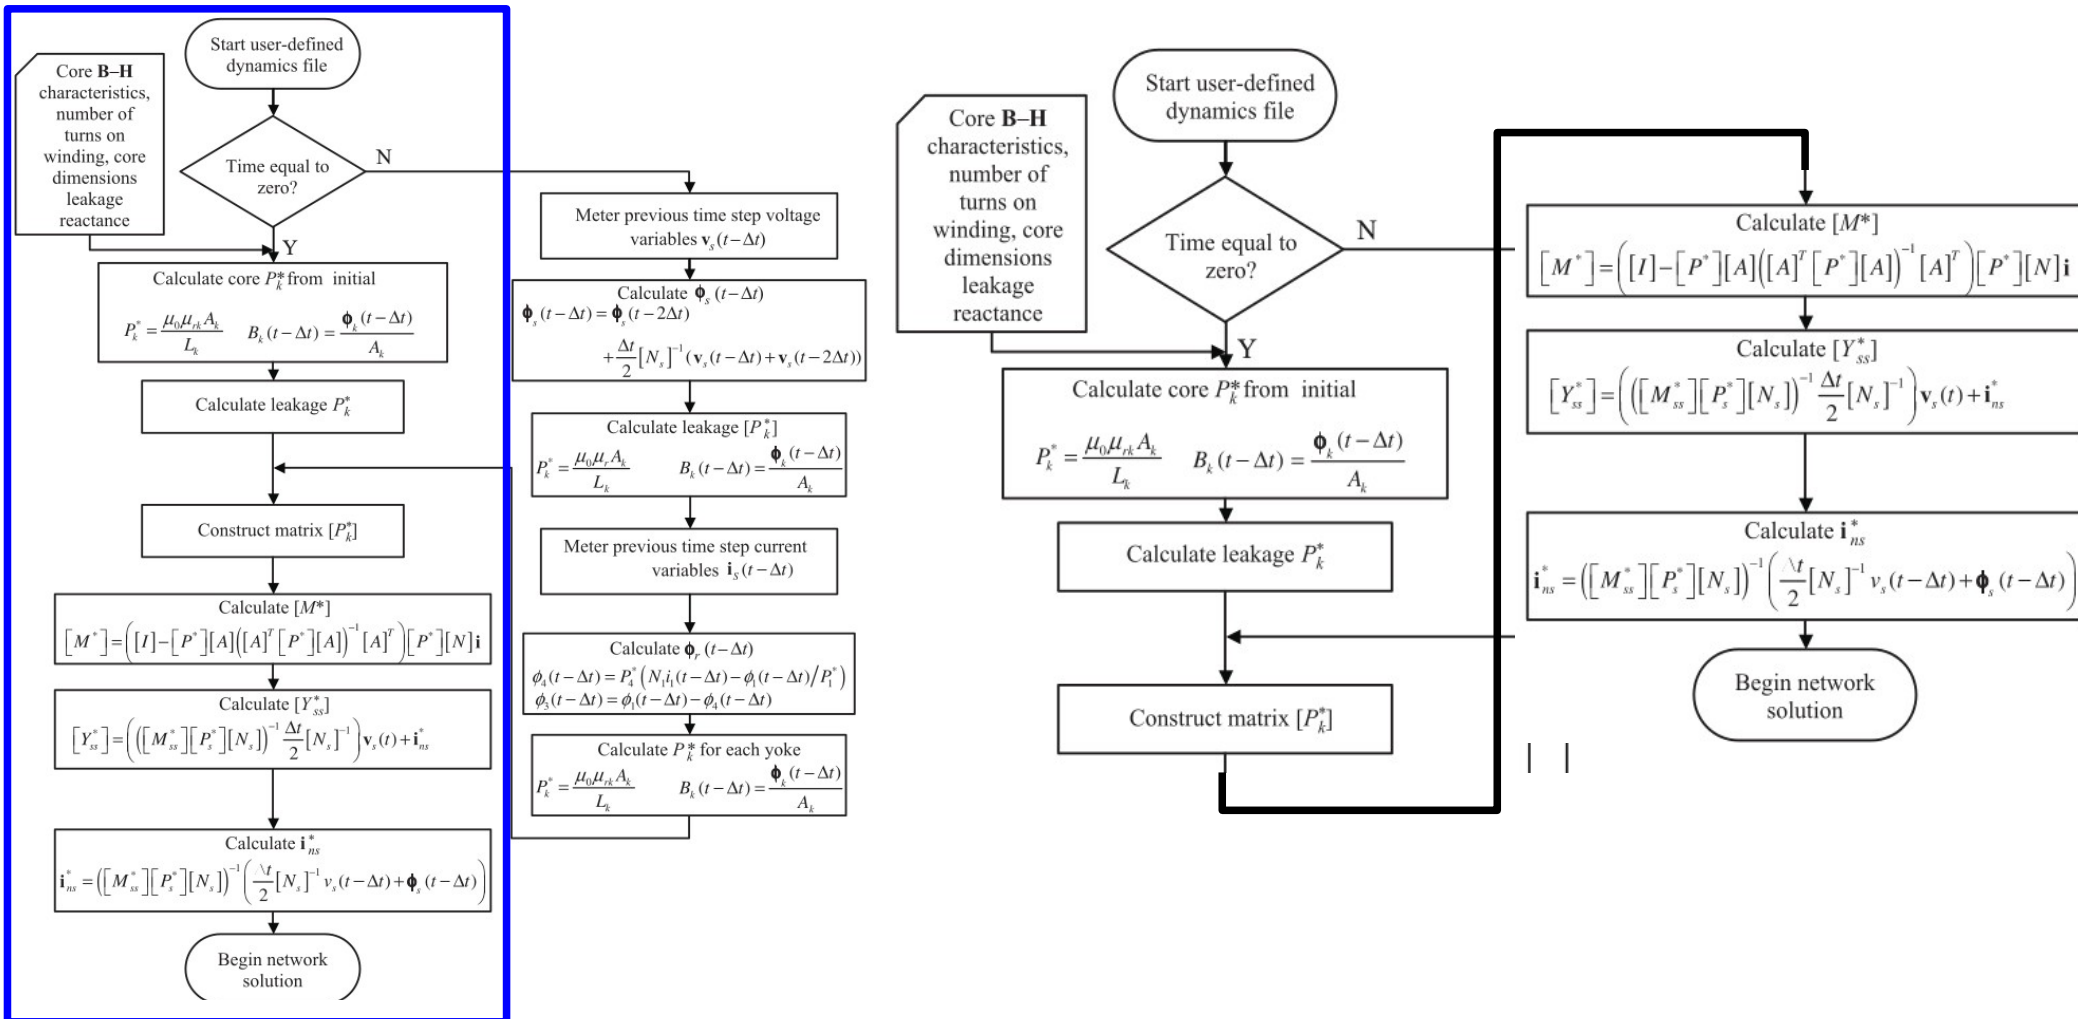 Start user-defined
dynamics file
Core B–H
characteristics,
number of
turns on
winding, core
dimensions
leakage
reactance
Time equal to
zero?
N
Y
Calculate core P*k from initial
P*k = μ0μrkAk / Lk    Bk(t−Δt) = ϕk(t−Δt) / Ak
Calculate leakage P*k
Construct matrix [P*k]
Calculate [M*]
[M*] = ([I]−[P*][A]([A]^T[P*][A])^−1[A]^T)[P*][N]i
Calculate [Y*ss]
[Y*ss] = (([M*ss][P*s][Ns])^−1 Δt/2 [Ns]^−1) vs(t) + i*ns
Calculate i*ns
i*ns = ([M*ss][P*s][Ns])^−1 (\t/2 [Ns]^−1 vs(t−Δt) + ϕs(t−Δt))
Begin network
solution
Meter previous time step voltage
variables vs(t−Δt)
Calculate ϕs(t−Δt)
ϕs(t−Δt) = ϕs(t−2Δt)
+ Δt/2 [Ns]^−1 (vs(t−Δt) + vs(t−2Δt))
Calculate leakage [P*k]
P*k = μ0μrAk / Lk    Bk(t−Δt) = ϕk(t−Δt) / Ak
Meter previous time step current
variables is(t−Δt)
Calculate ϕr(t−Δt)
ϕ4(t−Δt) = P*4(N1i1(t−Δt) − ϕ1(t−Δt)/P*1)
ϕ3(t−Δt) = ϕ1(t−Δt) − ϕ4(t−Δt)
Calculate P*k for each yoke
P*k = μ0μrkAk / Lk    Bk(t−Δt) = ϕk(t−Δt) / Ak
Start user-defined
dynamics file
Core B–H
characteristics,
number of
turns on
winding, core
dimensions
leakage
reactance
Time equal to
zero?
N
Y
Calculate core P*k from initial
P*k = μ0μrkAk / Lk    Bk(t−Δt) = ϕk(t−Δt) / Ak
Calculate leakage P*k
Construct matrix [P*k]
Calculate [M*]
[M*] = ([I]−[P*][A]([A]^T[P*][A])^−1[A]^T)[P*][N]i
Calculate [Y*ss]
[Y*ss] = (([M*ss][P*s][Ns])^−1 Δt/2 [Ns]^−1) vs(t) + i*ns
Calculate i*ns
i*ns = ([M*ss][P*s][Ns])^−1 (\t/2 [Ns]^−1 vs(t−Δt) + ϕs(t−Δt))
Begin network
solution